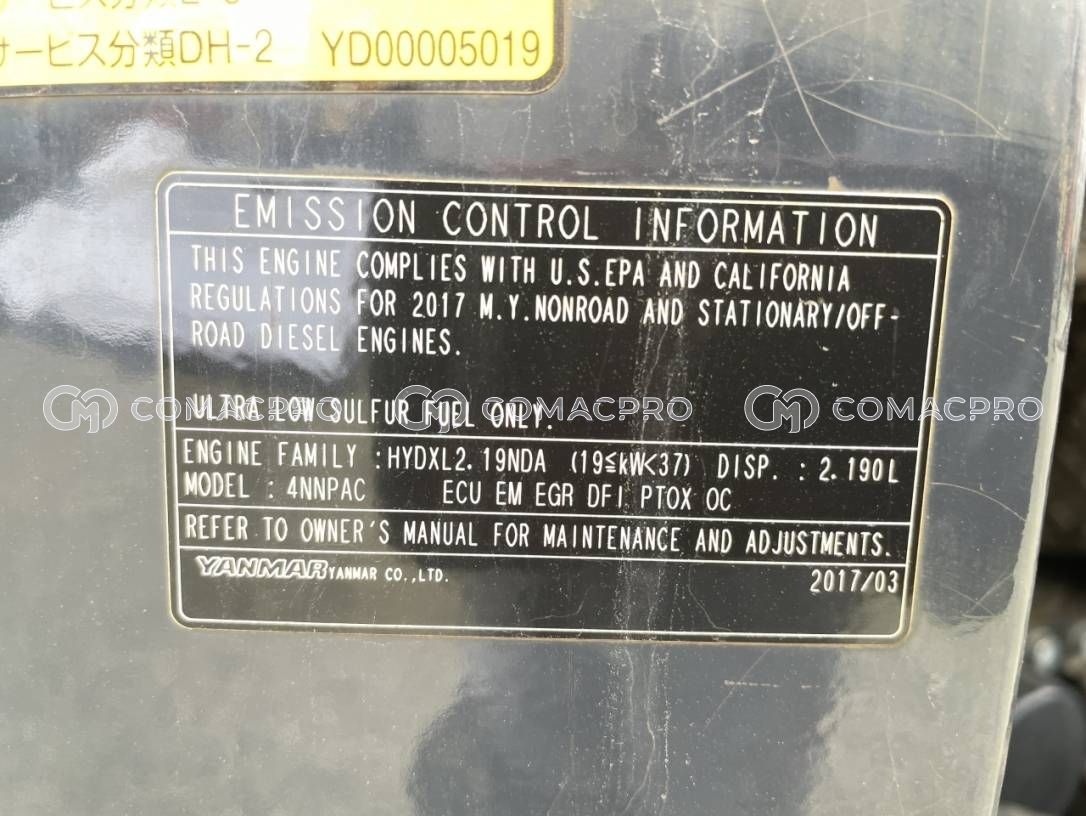 サービス分類DH-2 YD00005019
EMISSION CONTROL INFORMATION
THIS ENGINE COMPLIES WITH U.S.EPA AND CALIFORNIA
REGULATIONS FOR 2017 M.Y.NONROAD AND STATIONARY/OFF-
ROAD DIESEL ENGINES.
ULTRA LOW SULFUR FUEL ONLY.
COMACPRO COMACPRO COMACPRO
ENGINE FAMILY :HYDXL2.19NDA (19≦kW<37) DISP. : 2.190L
MODEL : 4NNPAC ECU EM EGR DFI PTOX OC
REFER TO OWNER'S MANUAL FOR MAINTENANCE AND ADJUSTMENTS.
YANMAR YANMAR CO.,LTD. 2017/03